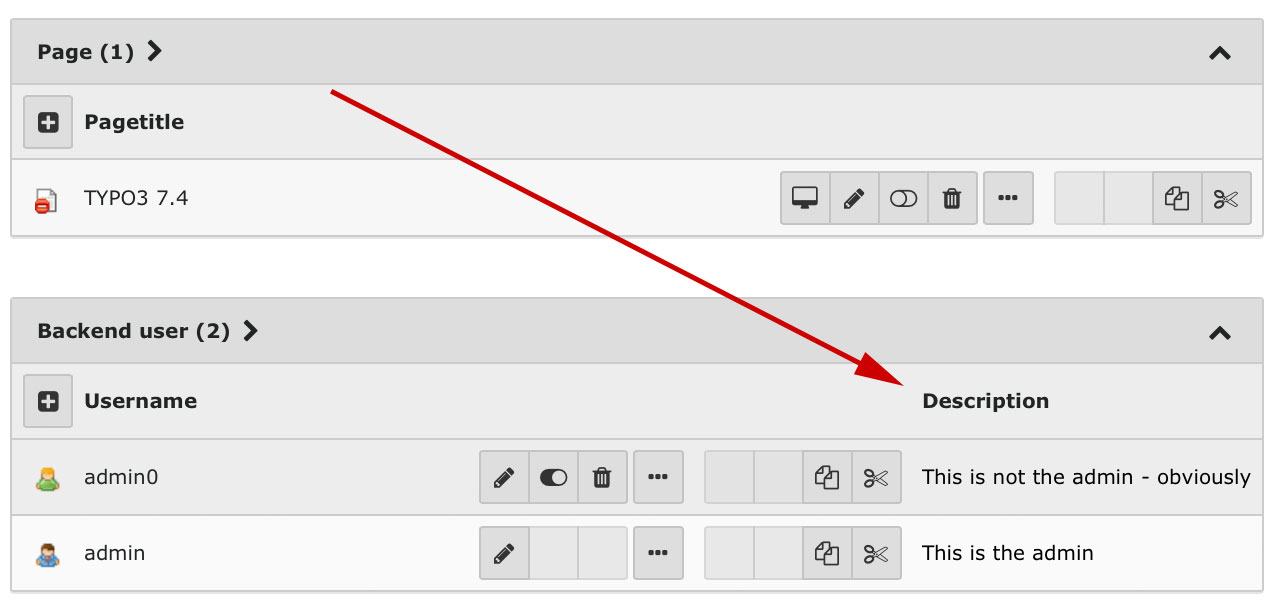 Page (1)
Pagetitle
TYPO3 7.4
Backend user (2)
Username Description
admin0 This is not the admin - obviously
admin This is the admin